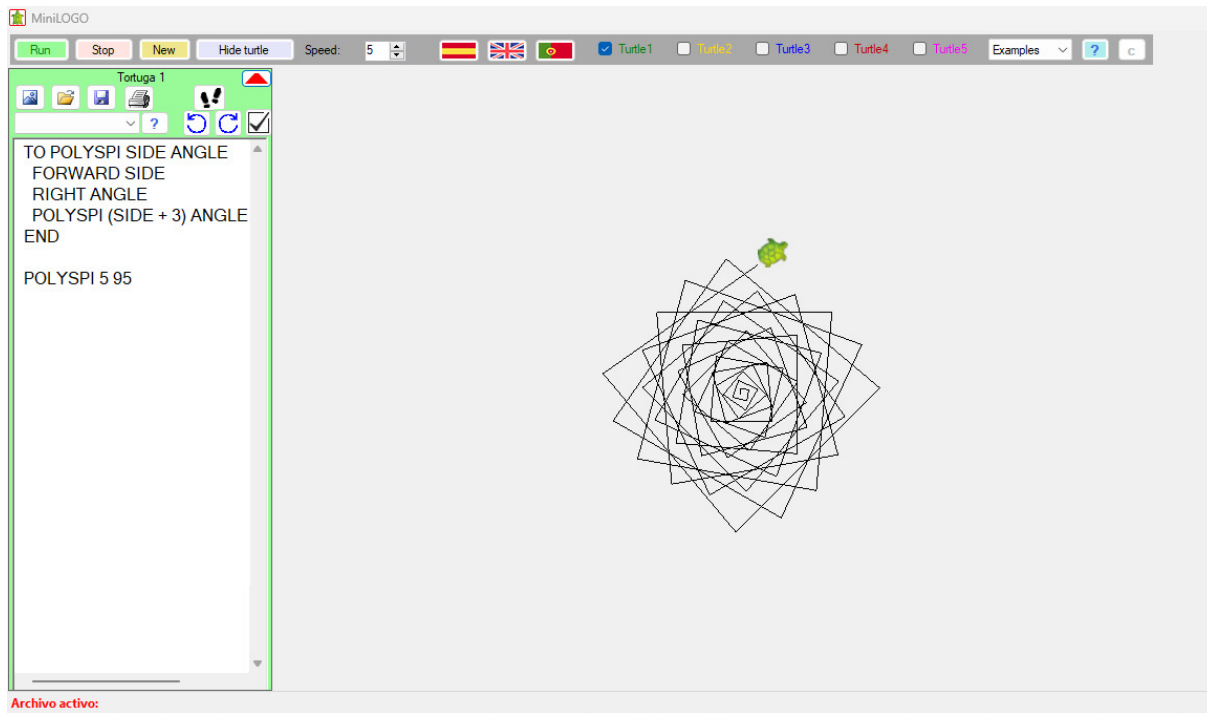 MiniLOGO
Run Stop New Hide turtle Speed: 5 Turtle1 Turtle2 Turtle3 Turtle4 Turtle5 Examples ? c
Tortuga 1
?
TO POLYSPI SIDE ANGLE
FORWARD SIDE
RIGHT ANGLE
POLYSPI (SIDE + 3) ANGLE
END
POLYSPI 5 95
Archivo activo: